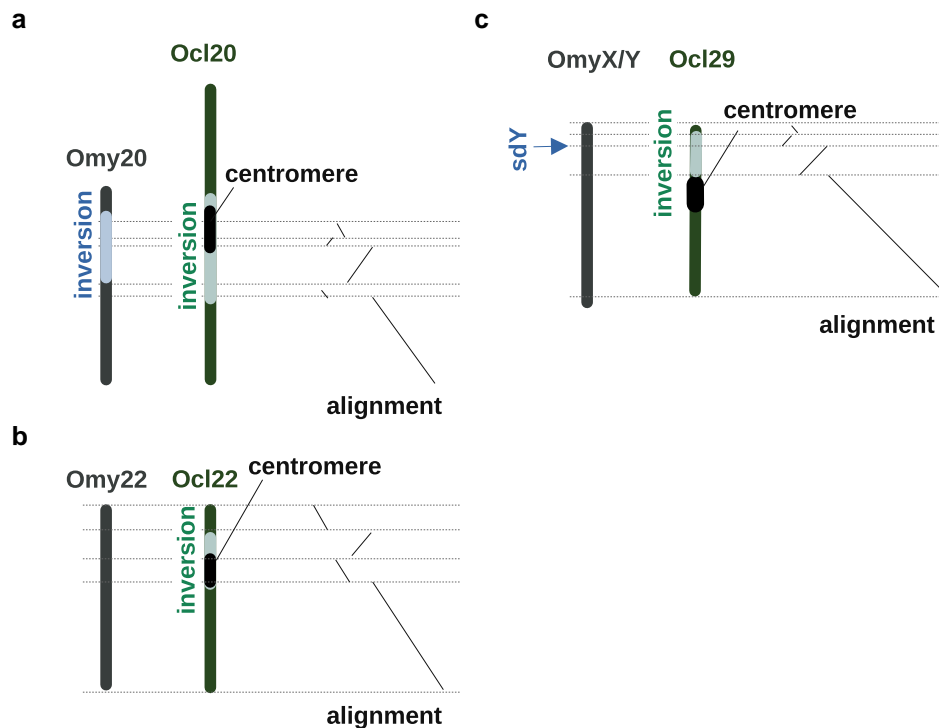 a
Ocl20
Omy20
centromere
inversion
inversion
alignment
b
Omy22
Ocl22
centromere
inversion
alignment
c
OmyX/Y
Ocl29
centromere
sdY
inversion
alignment